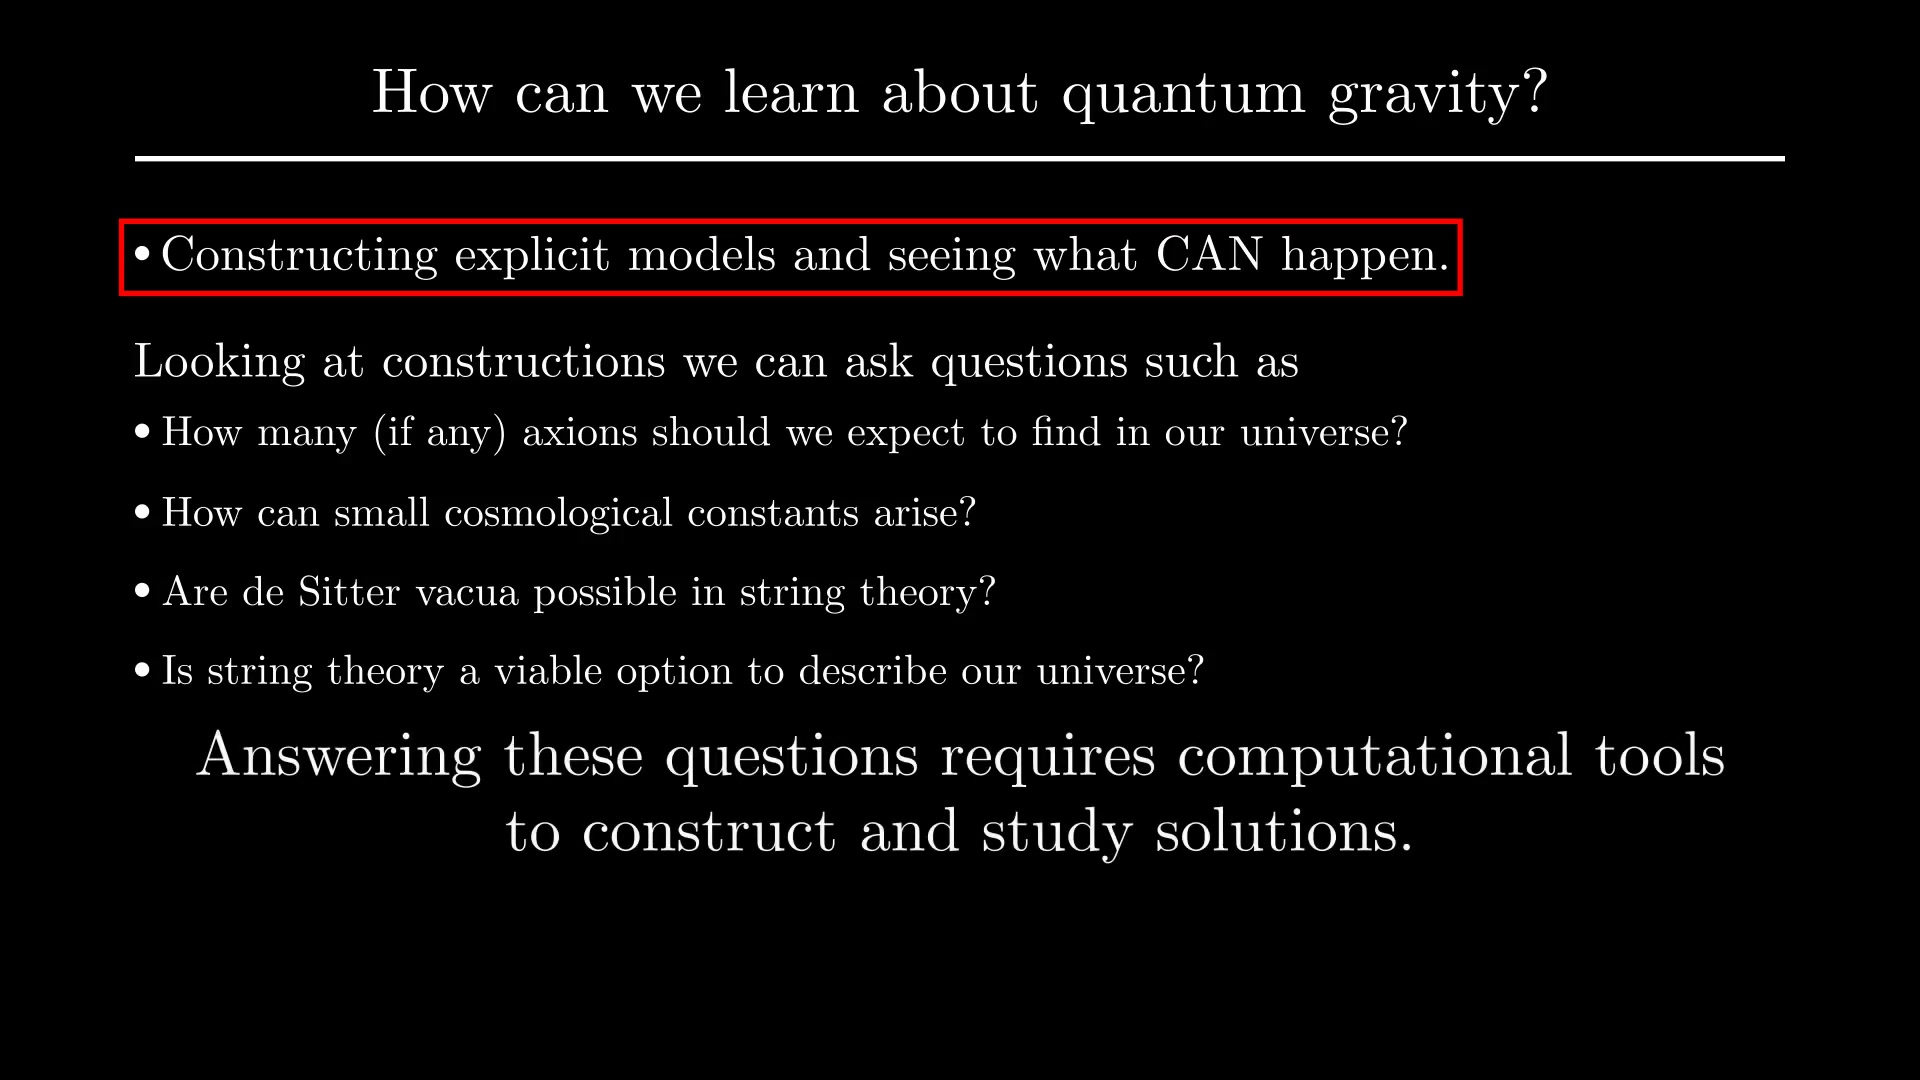 How can we learn about quantum gravity?
• Constructing explicit models and seeing what CAN happen.
Looking at constructions we can ask questions such as
• How many (if any) axions should we expect to find in our universe?
• How can small cosmological constants arise?
• Are de Sitter vacua possible in string theory?
• Is string theory a viable option to describe our universe?
Answering these questions requires computational tools
to construct and study solutions.